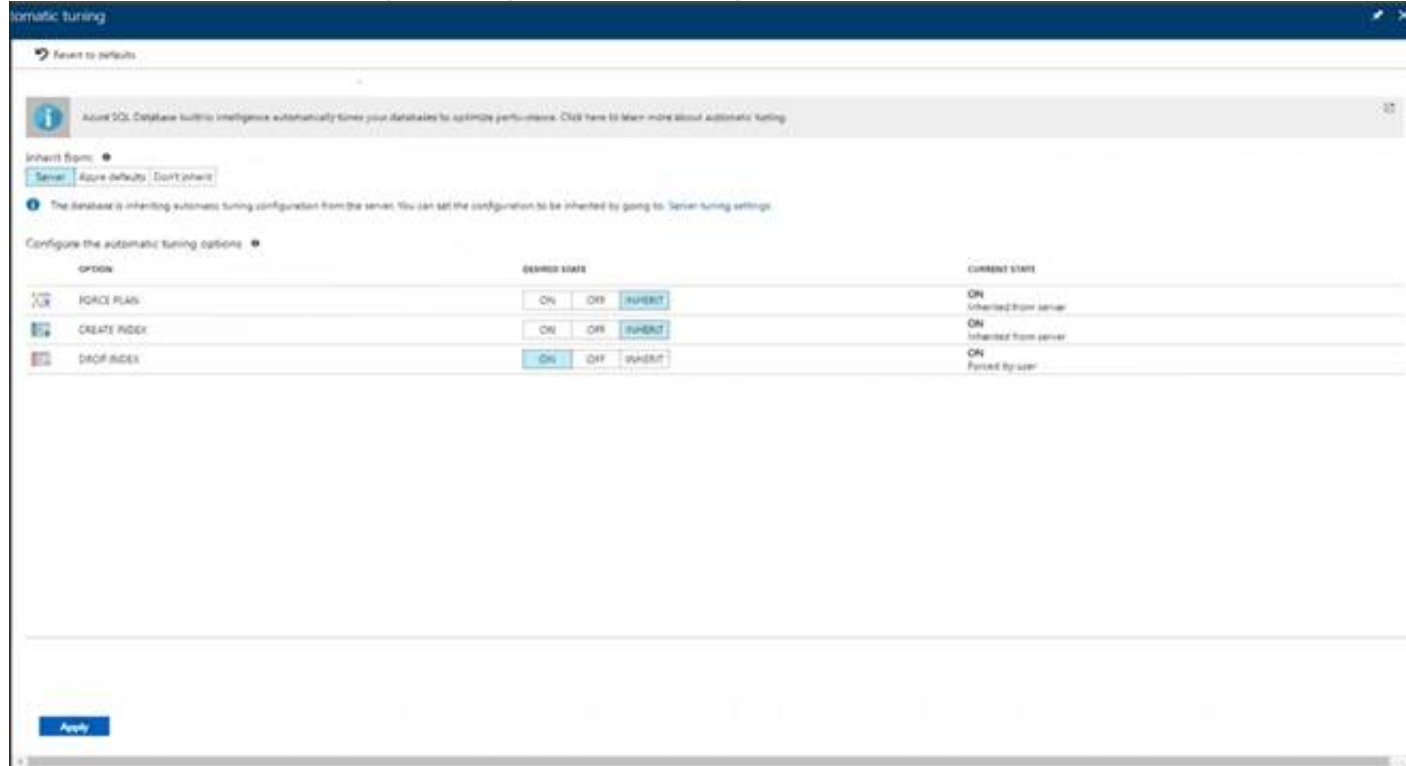 omatic tuning
Revert to defaults
Azure SQL Database built-in intelligence automatically tunes your databases to optimize performance. Click here to learn more about automatic tuning
Inherit from:
Server Azure defaults Don't inherit
The database is inheriting automatic tuning configuration from the server. You can set the configuration to be inherited by going to: Server tuning settings
Configure the automatic tuning options
OPTION DESIRED STATE CURRENT STATE
FORCE PLAN ON OFF INHERIT ON
Inherited from server
CREATE INDEX ON OFF INHERIT ON
Inherited from server
DROP INDEX ON OFF INHERIT ON
Forced by user
Apply